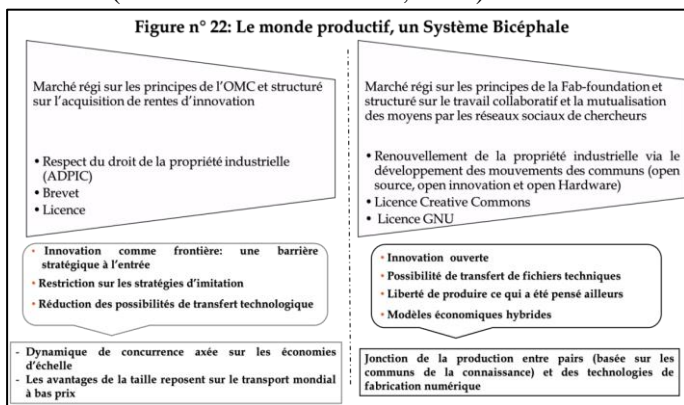 Figure n° 22: Le monde productif, un Système Bicéphale
Marché régi sur les principes de l'OMC et structuré
sur l'acquisition de rentes d'innovation
• Respect du droit de la propriété industrielle
(ADPIC)
• Brevet
• Licence
• Innovation comme frontière: une barrière
stratégique à l'entrée
• Restriction sur les stratégies d'imitation
• Réduction des possibilités de transfert technologique
- Dynamique de concurrence axée sur les économies
d'échelle
- Les avantages de la taille reposent sur le transport mondial
à bas prix
Marché régi sur les principes de la Fab-foundation et
structuré sur le travail collaboratif et la mutualisation
des moyens par les réseaux sociaux de chercheurs
• Renouvellement de la propriété industrielle via le
développement des mouvements des communs (open
source, open innovation et open Hardware)
• Licence Creative Commons
• Licence GNU
• Innovation ouverte
• Possibilité de transfert de fichiers techniques
• Liberté de produire ce qui a été pensé ailleurs
• Modèles économiques hybrides
Jonction de la production entre pairs (basée sur les
communs de la connaissance) et des technologies de
fabrication numérique